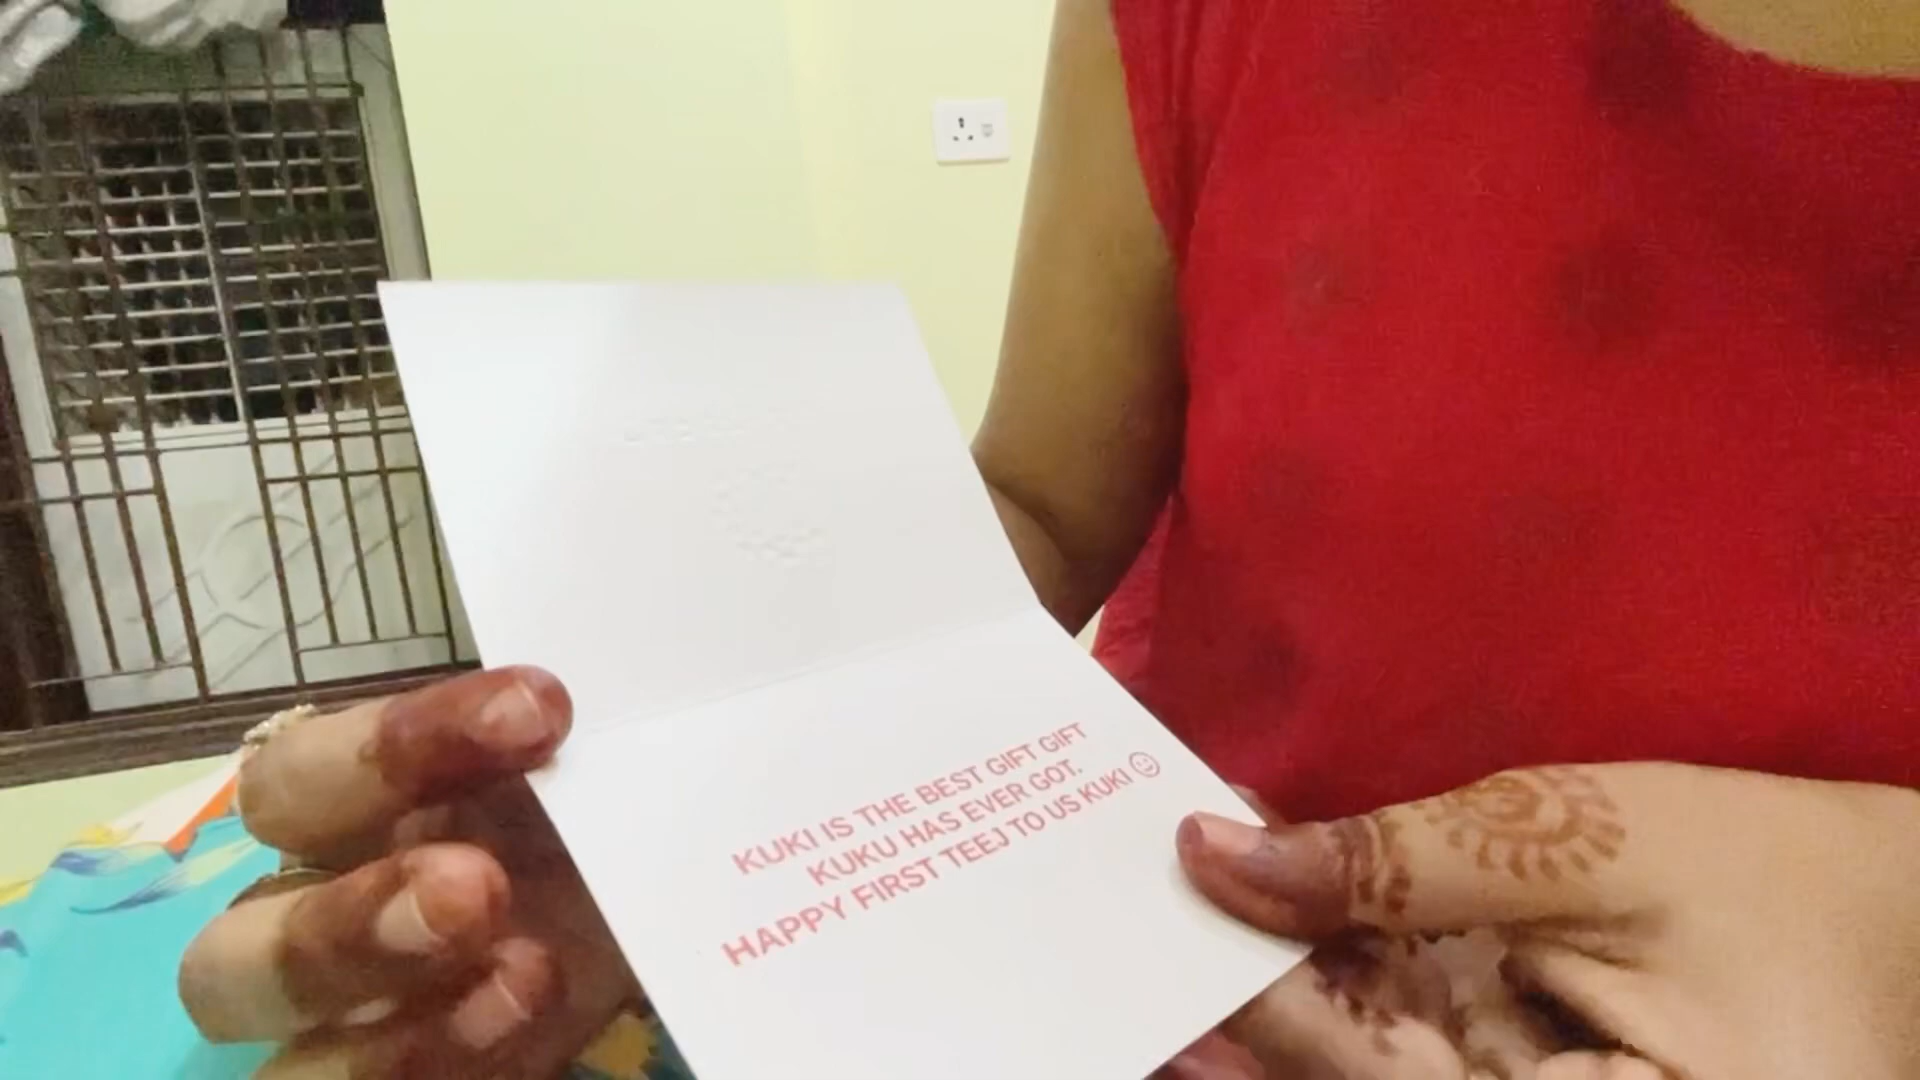 KUKI IS THE BEST GIFT GIFT
KUKU HAS EVER GOT.
HAPPY FIRST TEEJ TO US KUKI ☺